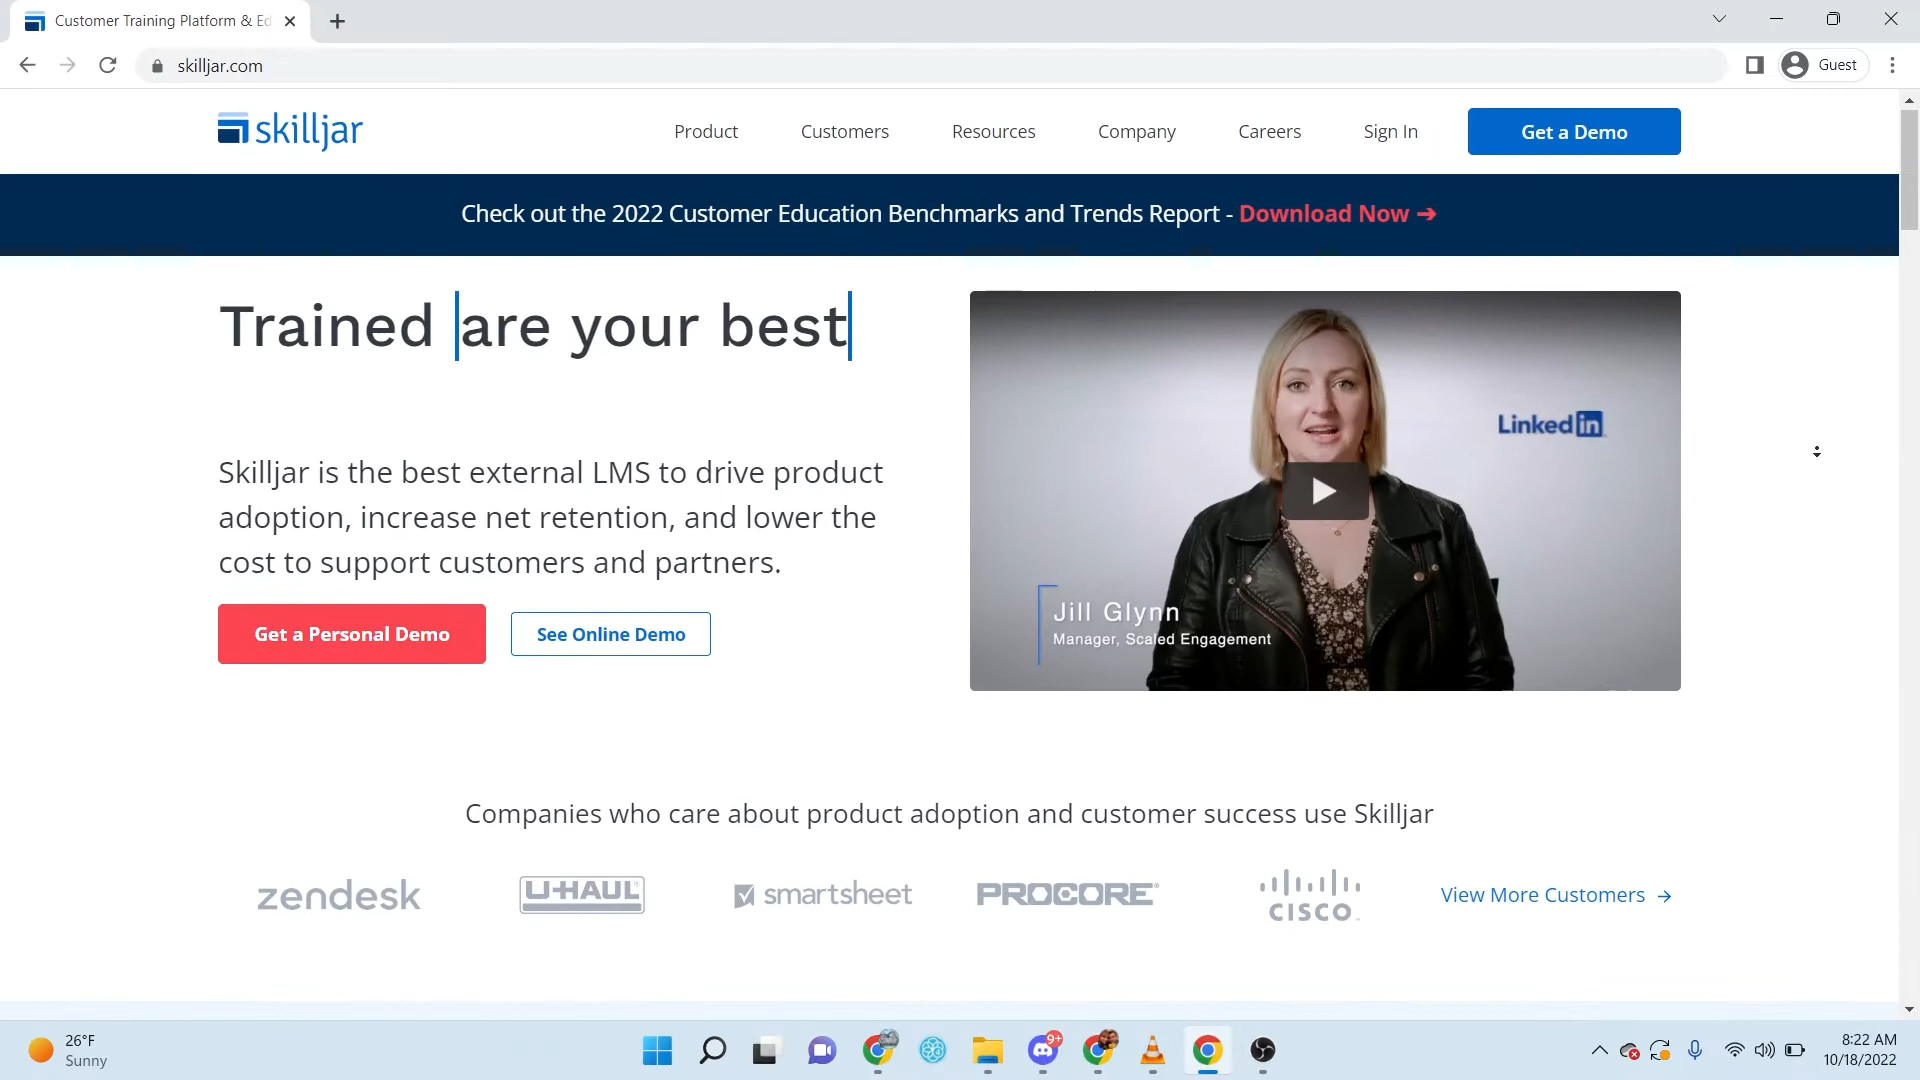 Customer Training Platform & Ed
skilljar.com
Guest
skilljar
Product
Customers
Resources
Company
Careers
Sign In
Get a Demo
Check out the 2022 Customer Education Benchmarks and Trends Report - Download Now →
Trained are your best
Skilljar is the best external LMS to drive product
adoption, increase net retention, and lower the
cost to support customers and partners.
Get a Personal Demo
See Online Demo
Linked in
Jill Glynn
Manager, Scaled Engagement
Companies who care about product adoption and customer success use Skilljar
zendesk
U-HAUL
smartsheet
PROCORE
CISCO
View More Customers →
26°F
Sunny
9+
8:22 AM
10/18/2022